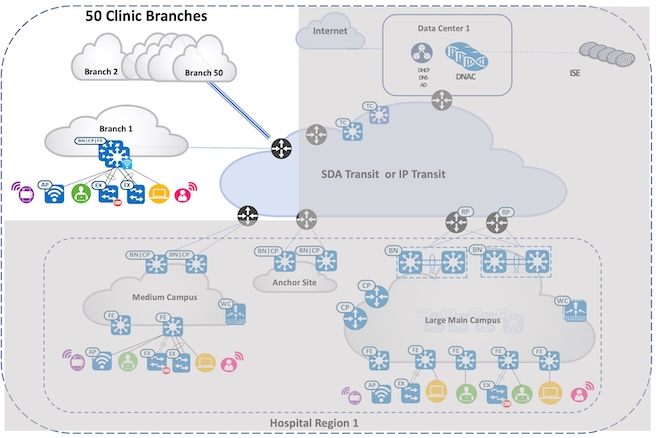 50 Clinic Branches
Internet
Data Center 1
Branch 2
Branch 50
DHCP
DNS
AD
DNAC
ISE
TC
TC
Branch 1
BN|CP|FE
SDA Transit or IP Transit
AP
EX
EX
RP
RP
BN|CP
BN|CP
BN|CP
BN|CP
BN
BN
Anchor Site
Medium Campus
WC
CP
CP
WC
Large Main Campus
FE
FE
FE
FE
FE
FE
FE
AP
EX
EX
AP
EX
EX
Hospital Region 1